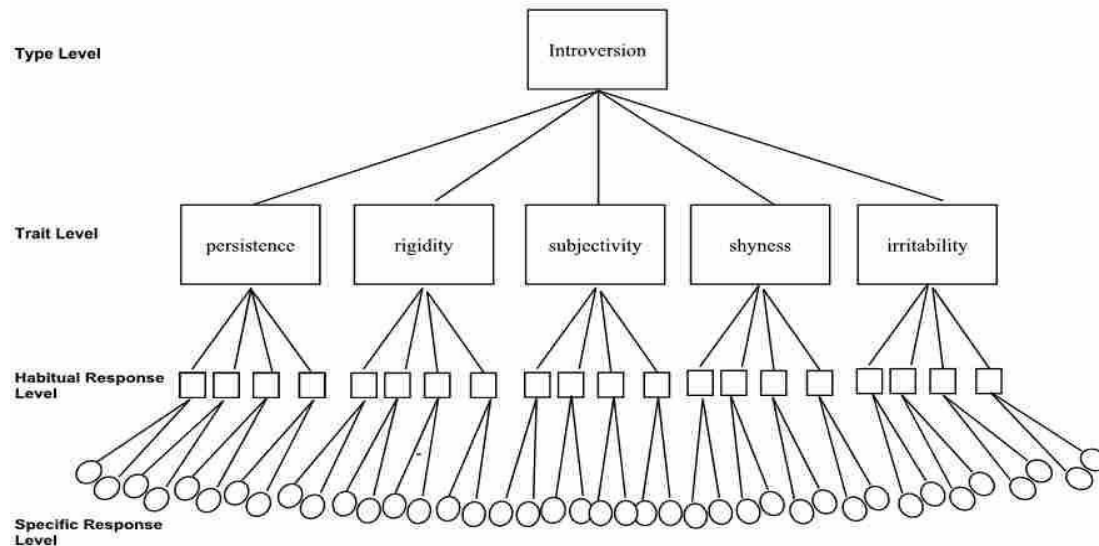 Type Level
Introversion
Trait Level
persistence
rigidity
subjectivity
shyness
irritability
Habitual Response
Level
Specific Response
Level